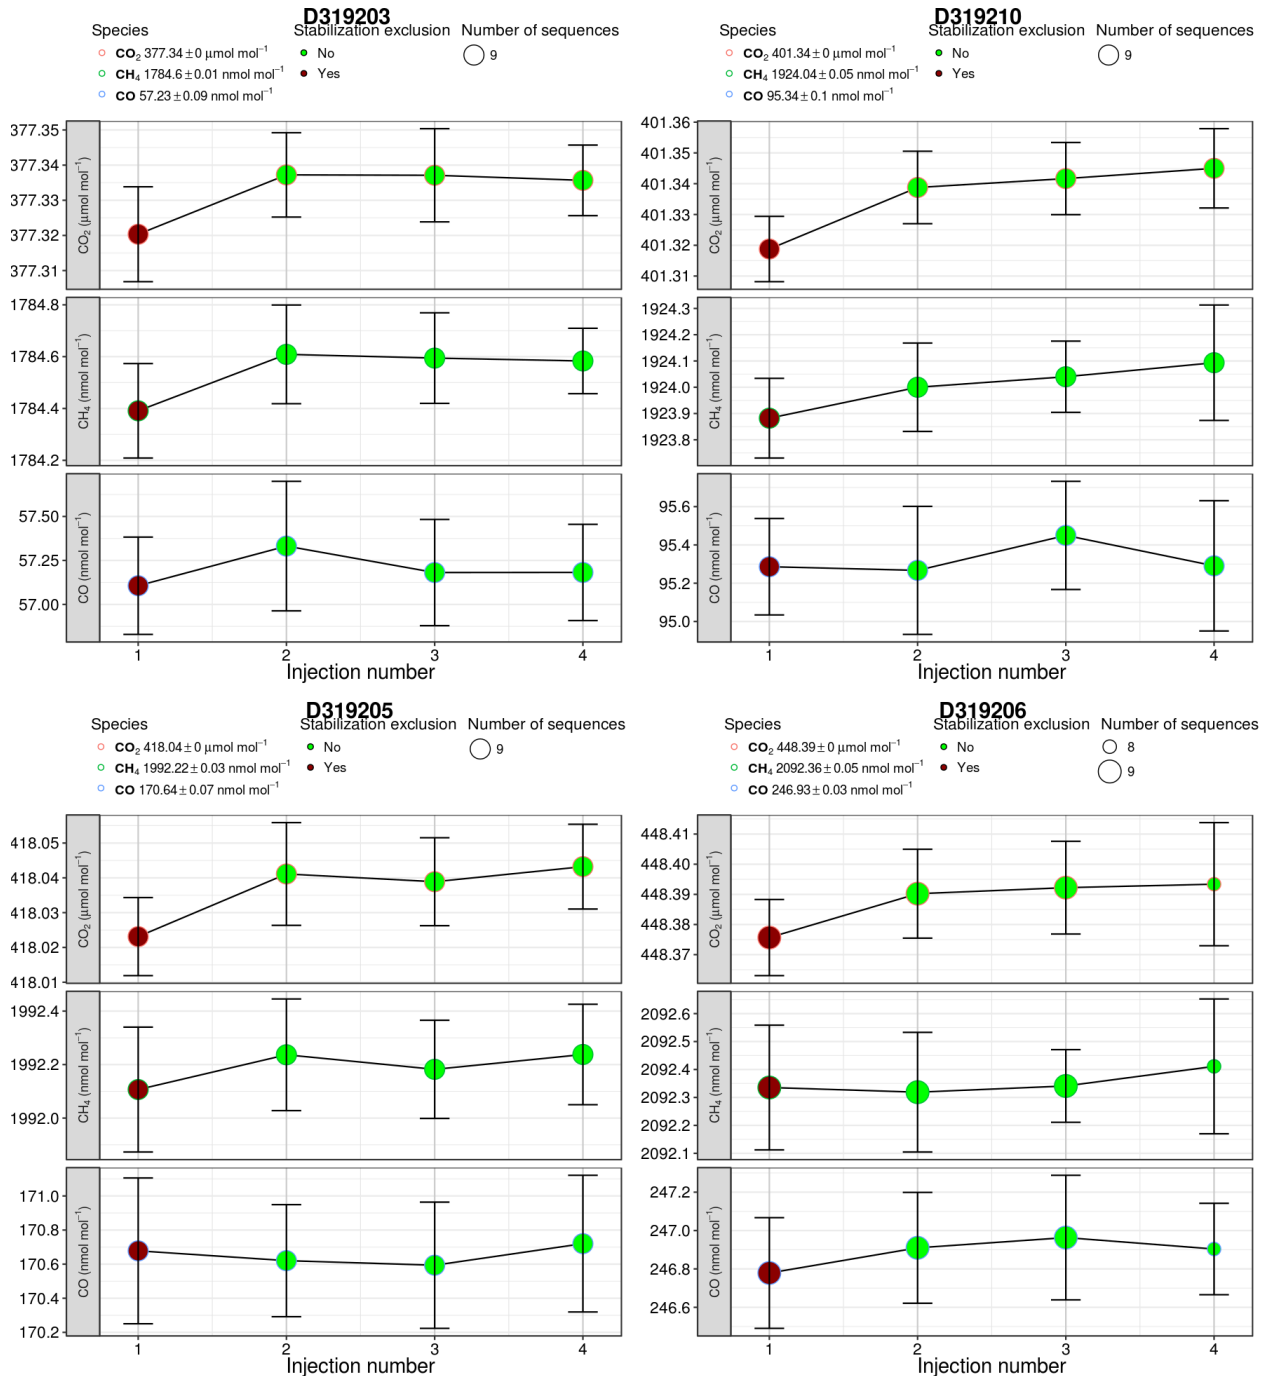 D319203
Species
Stabilization exclusion
Number of sequences
CO₂ 377.34±0 μmol mol⁻¹
No
9
CH₄ 1784.6±0.01 nmol mol⁻¹
Yes
CO 57.23±0.09 nmol mol⁻¹
CO₂ (μmol mol⁻¹)
377.35
377.34
377.33
377.32
377.31
CH₄ (nmol mol⁻¹)
1784.8
1784.6
1784.4
1784.2
CO (nmol mol⁻¹)
57.50
57.25
57.00
1 2 3 4
Injection number
D319210
Species
Stabilization exclusion
Number of sequences
CO₂ 401.34±0 μmol mol⁻¹
No
9
CH₄ 1924.04±0.05 nmol mol⁻¹
Yes
CO 95.34±0.1 nmol mol⁻¹
CO₂ (μmol mol⁻¹)
401.36
401.35
401.34
401.33
401.32
401.31
CH₄ (nmol mol⁻¹)
1924.3
1924.2
1924.1
1924.0
1923.9
1923.8
CO (nmol mol⁻¹)
95.6
95.4
95.2
95.0
1 2 3 4
Injection number
D319205
Species
Stabilization exclusion
Number of sequences
CO₂ 418.04±0 μmol mol⁻¹
No
9
CH₄ 1992.22±0.03 nmol mol⁻¹
Yes
CO 170.64±0.07 nmol mol⁻¹
CO₂ (μmol mol⁻¹)
418.05
418.04
418.03
418.02
418.01
CH₄ (nmol mol⁻¹)
1992.4
1992.2
1992.0
CO (nmol mol⁻¹)
171.0
170.8
170.6
170.4
170.2
1 2 3 4
Injection number
D319206
Species
Stabilization exclusion
Number of sequences
CO₂ 448.39±0 μmol mol⁻¹
No
8
CH₄ 2092.36±0.05 nmol mol⁻¹
Yes
9
CO 246.93±0.03 nmol mol⁻¹
CO₂ (μmol mol⁻¹)
448.41
448.40
448.39
448.38
448.37
CH₄ (nmol mol⁻¹)
2092.6
2092.5
2092.4
2092.3
2092.2
2092.1
CO (nmol mol⁻¹)
247.2
247.0
246.8
246.6
1 2 3 4
Injection number